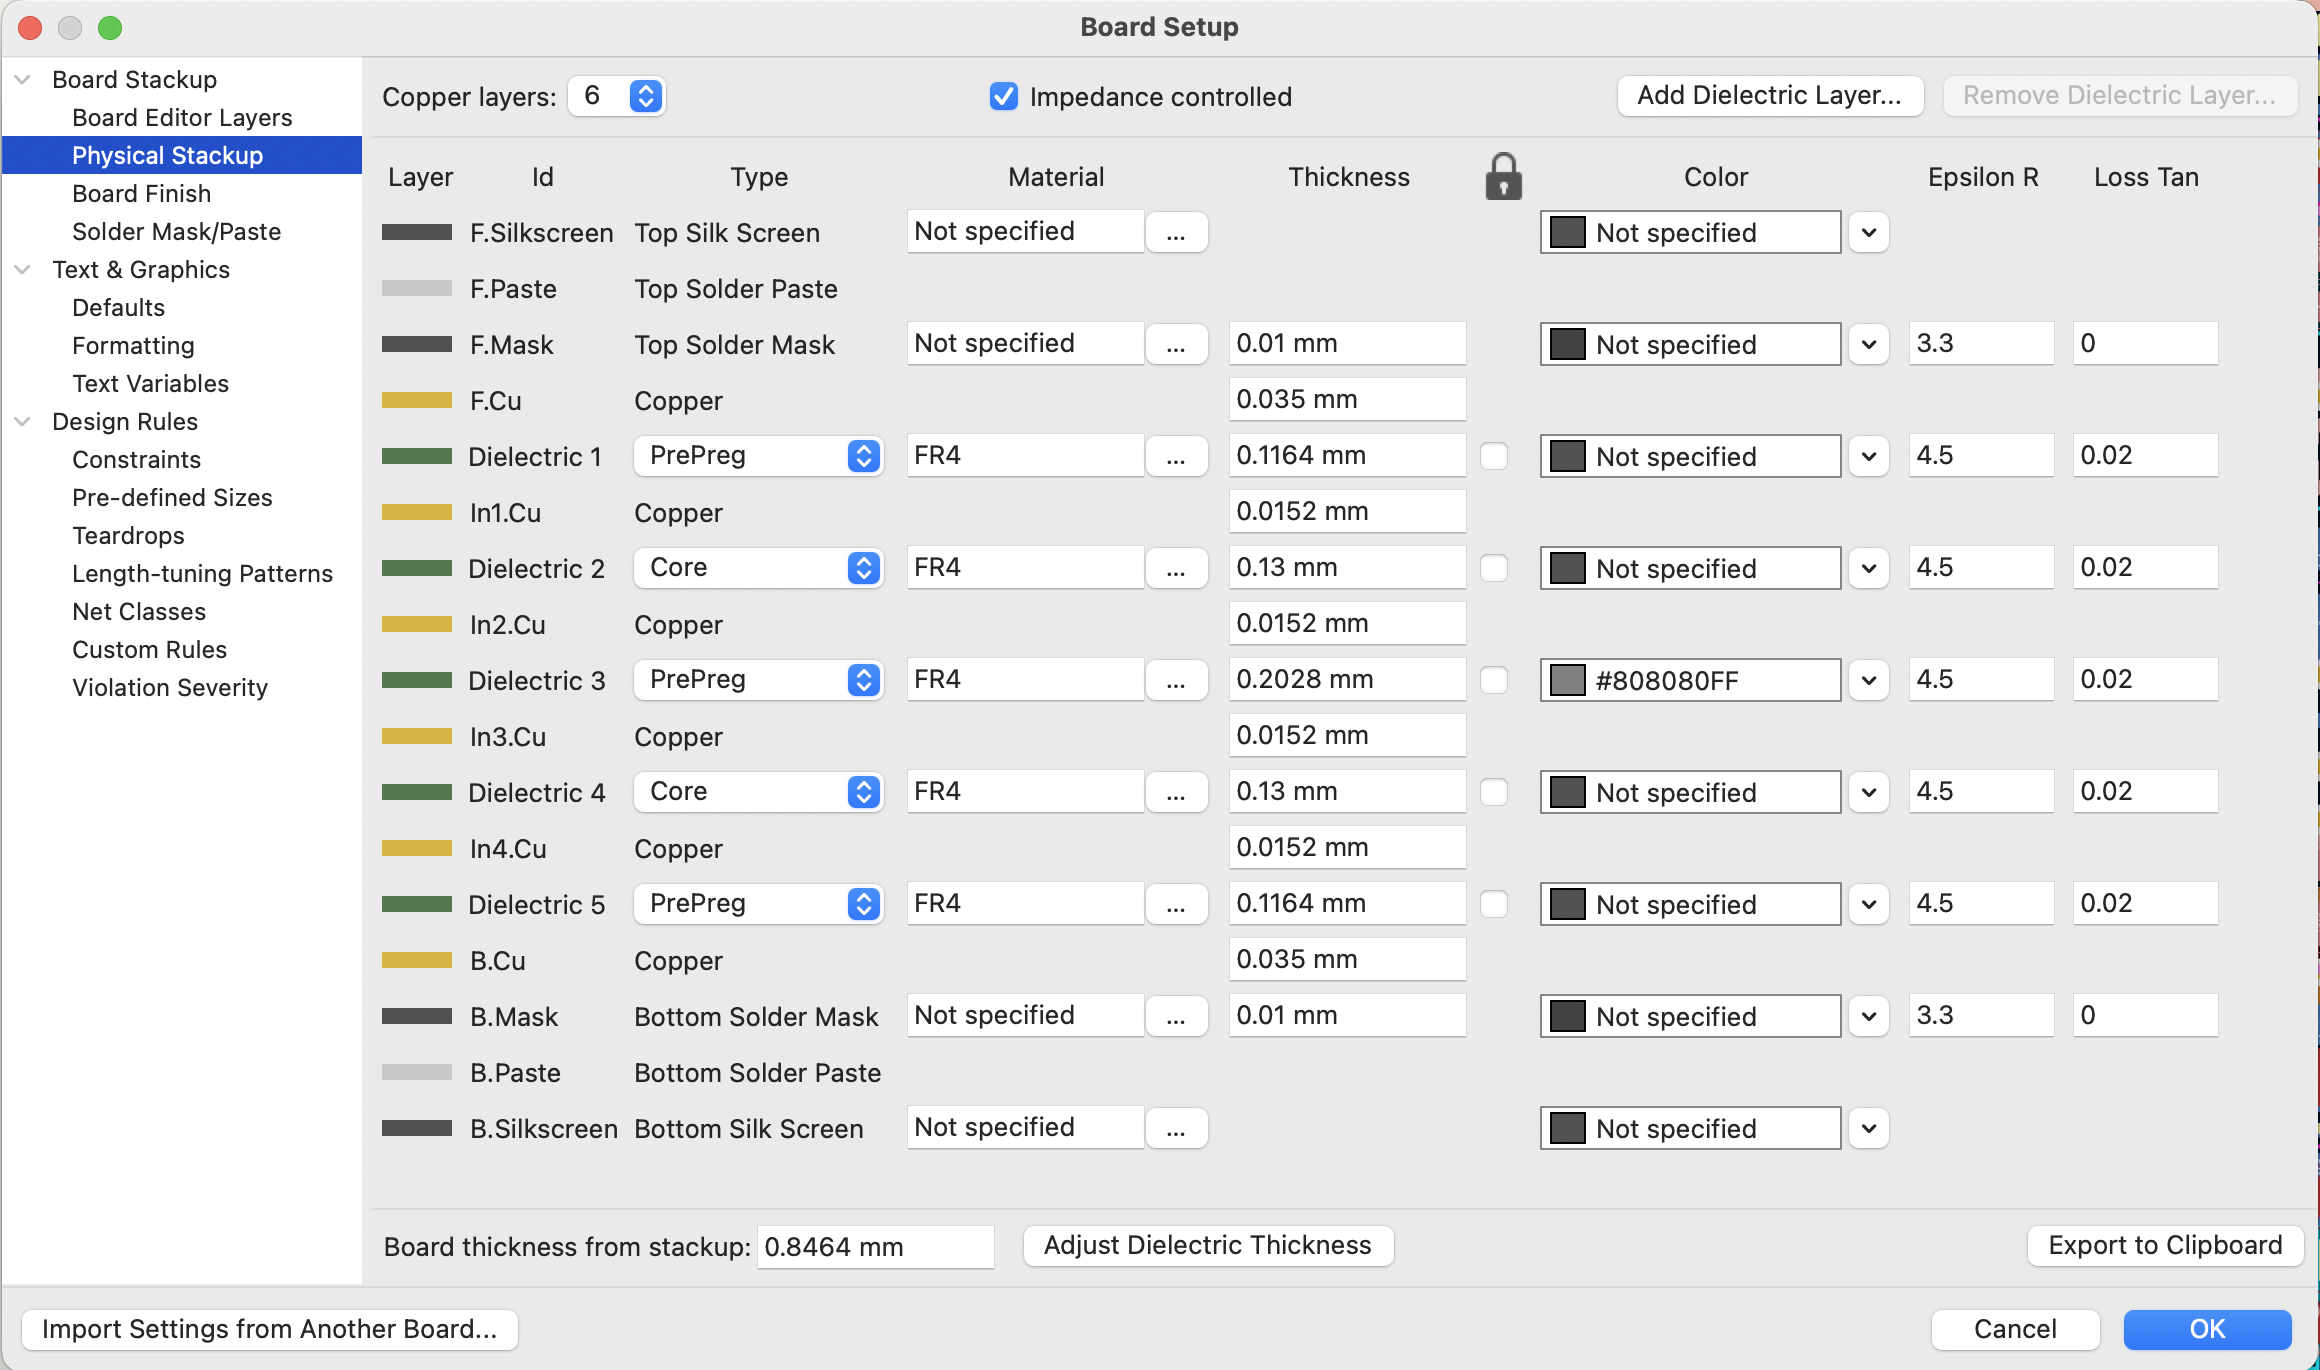 Board Setup
Board Stackup
Board Editor Layers
Physical Stackup
Board Finish
Solder Mask/Paste
Text & Graphics
Defaults
Formatting
Text Variables
Design Rules
Constraints
Pre-defined Sizes
Teardrops
Length-tuning Patterns
Net Classes
Custom Rules
Violation Severity
Copper layers: 6 Impedance controlled Add Dielectric Layer... Remove Dielectric Layer...
Layer Id Type Material Thickness Color Epsilon R Loss Tan
F.Silkscreen Top Silk Screen Not specified ... Not specified
F.Paste Top Solder Paste
F.Mask Top Solder Mask Not specified ... 0.01 mm Not specified 3.3 0
F.Cu Copper 0.035 mm
Dielectric 1 PrePreg FR4 ... 0.1164 mm Not specified 4.5 0.02
In1.Cu Copper 0.0152 mm
Dielectric 2 Core FR4 ... 0.13 mm Not specified 4.5 0.02
In2.Cu Copper 0.0152 mm
Dielectric 3 PrePreg FR4 ... 0.2028 mm #808080FF 4.5 0.02
In3.Cu Copper 0.0152 mm
Dielectric 4 Core FR4 ... 0.13 mm Not specified 4.5 0.02
In4.Cu Copper 0.0152 mm
Dielectric 5 PrePreg FR4 ... 0.1164 mm Not specified 4.5 0.02
B.Cu Copper 0.035 mm
B.Mask Bottom Solder Mask Not specified ... 0.01 mm Not specified 3.3 0
B.Paste Bottom Solder Paste
B.Silkscreen Bottom Silk Screen Not specified ... Not specified
Board thickness from stackup: 0.8464 mm Adjust Dielectric Thickness Export to Clipboard
Import Settings from Another Board... Cancel OK